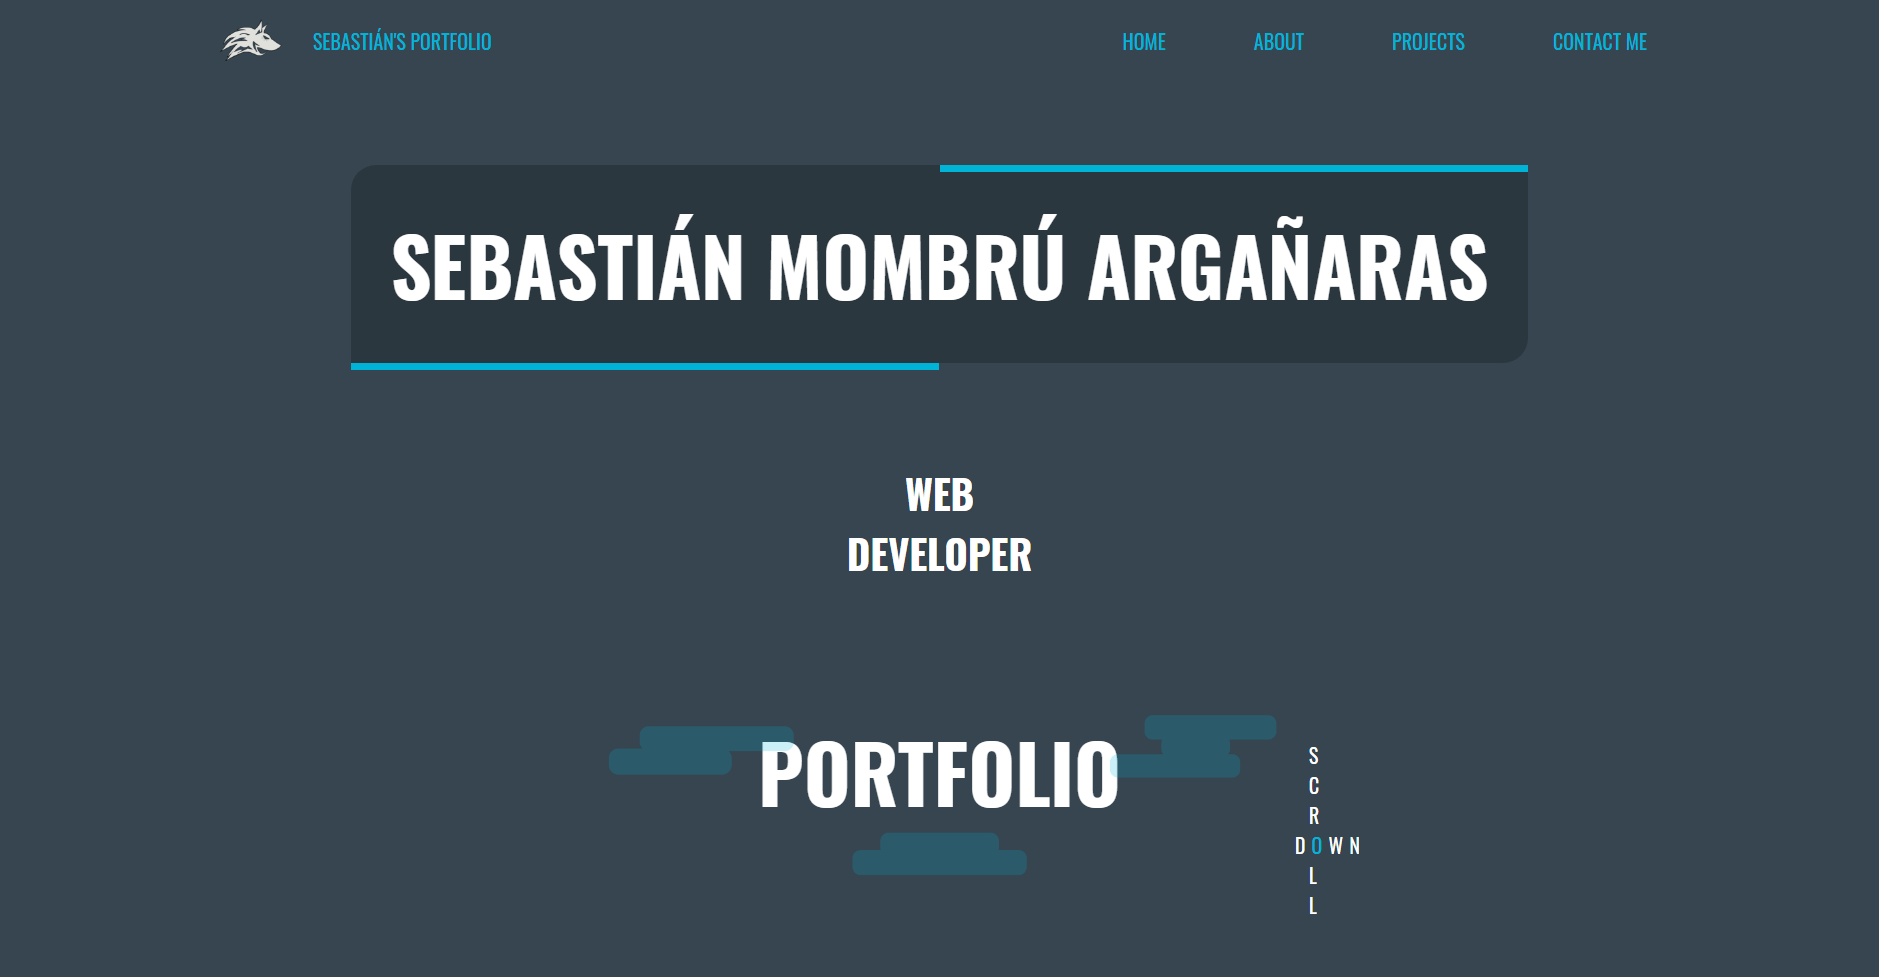 SEBASTIÁN'S PORTFOLIO
HOME
ABOUT
PROJECTS
CONTACT ME
SEBASTIÁN MOMBRÚ ARGAÑARAS
WEB
DEVELOPER
PORTFOLIO
S
C
R
DOWN
L
L